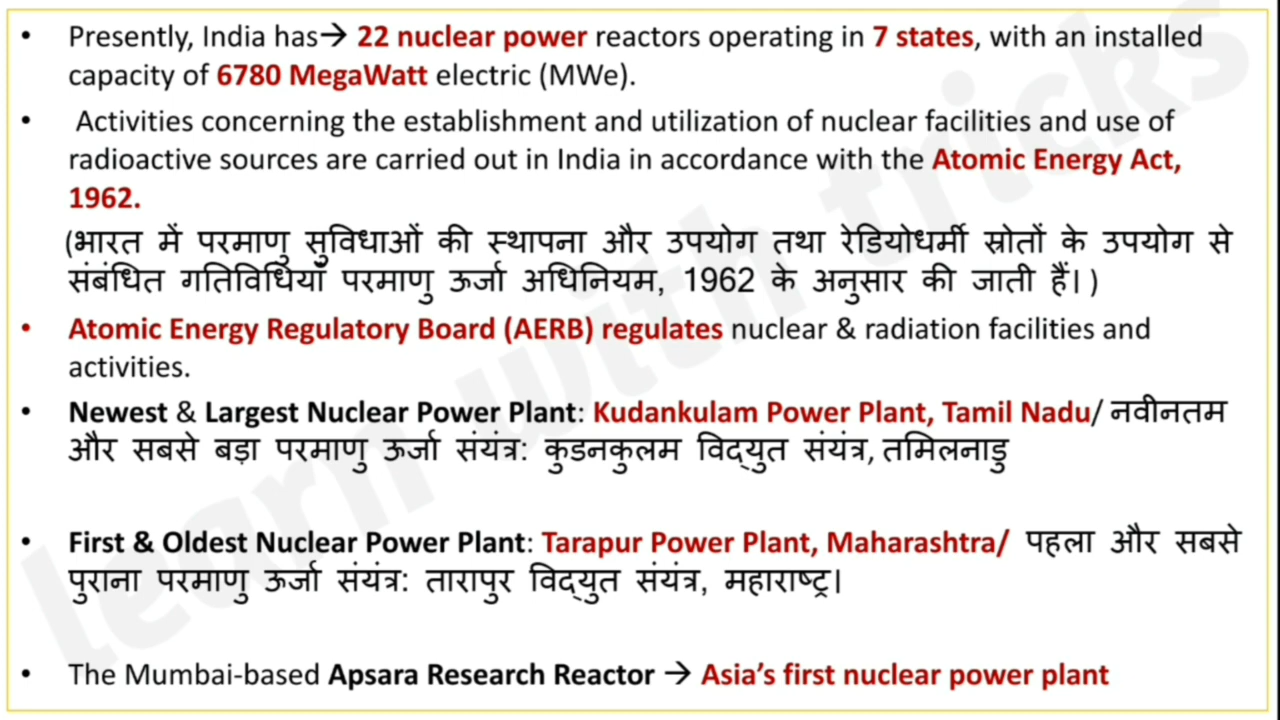 • Presently, India has→ 22 nuclear power reactors operating in 7 states, with an installed
capacity of 6780 MegaWatt electric (MWe).
• Activities concerning the establishment and utilization of nuclear facilities and use of
radioactive sources are carried out in India in accordance with the Atomic Energy Act,
1962.
(भारत में परमाणु सुविधाओं की स्थापना और उपयोग तथा रेडियोधर्मी स्रोतों के उपयोग से
संबंधित गतिविधियाँ परमाणु ऊर्जा अधिनियम, 1962 के अनुसार की जाती हैं। )
• Atomic Energy Regulatory Board (AERB) regulates nuclear & radiation facilities and
activities.
• Newest & Largest Nuclear Power Plant: Kudankulam Power Plant, Tamil Nadu/ नवीनतम
और सबसे बड़ा परमाणु ऊर्जा संयंत्र: कुडनकुलम विद्युत संयंत्र, तमिलनाडु
• First & Oldest Nuclear Power Plant: Tarapur Power Plant, Maharashtra/ पहला और सबसे
पुराना परमाणु ऊर्जा संयंत्र: तारापुर विद्युत संयंत्र, महाराष्ट्र।
• The Mumbai-based Apsara Research Reactor → Asia's first nuclear power plant
learn with tricks